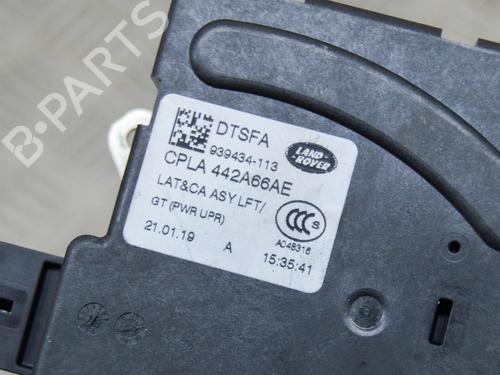 B-PARTS
DTSFA
939434-113
LAND-
ROVER
CPLA 442A66AE
LAT&CA ASY LFT/
GT (PWR UPR)
CCC S
A048316
21.01.19 A 15:35:41